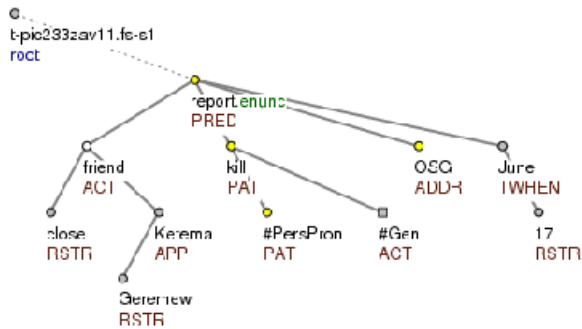 t-pic233zav11.fs-s1
root
report.enunc
PRED
friend kill OSG June
ACT PAT ADDR TWHEN
close Kerema #PersPron #Gen 17
RSTR APP PAT ACT RSTR
Geremew
RSTR